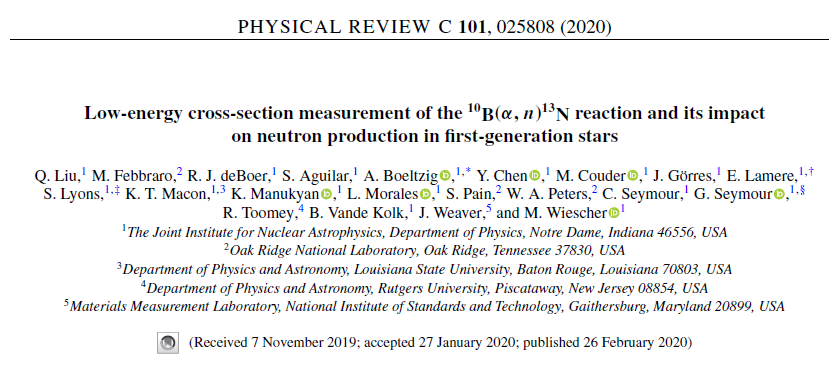 PHYSICAL REVIEW C 101, 025808 (2020)
Low-energy cross-section measurement of the ¹⁰B(α, n)¹³N reaction and its impact
on neutron production in first-generation stars
Q. Liu,¹ M. Febbraro,² R. J. deBoer,¹ S. Aguilar,¹ A. Boeltzig,¹,* Y. Chen,¹ M. Couder,¹ J. Görres,¹ E. Lamere,¹,†
S. Lyons,¹,‡ K. T. Macon,¹,³ K. Manukyan,¹ L. Morales,¹ S. Pain,² W. A. Peters,² C. Seymour,¹ G. Seymour,¹,§
R. Toomey,⁴ B. Vande Kolk,¹ J. Weaver,⁵ and M. Wiescher¹
¹The Joint Institute for Nuclear Astrophysics, Department of Physics, Notre Dame, Indiana 46556, USA
²Oak Ridge National Laboratory, Oak Ridge, Tennessee 37830, USA
³Department of Physics and Astronomy, Louisiana State University, Baton Rouge, Louisiana 70803, USA
⁴Department of Physics and Astronomy, Rutgers University, Piscataway, New Jersey 08854, USA
⁵Materials Measurement Laboratory, National Institute of Standards and Technology, Gaithersburg, Maryland 20899, USA
(Received 7 November 2019; accepted 27 January 2020; published 26 February 2020)